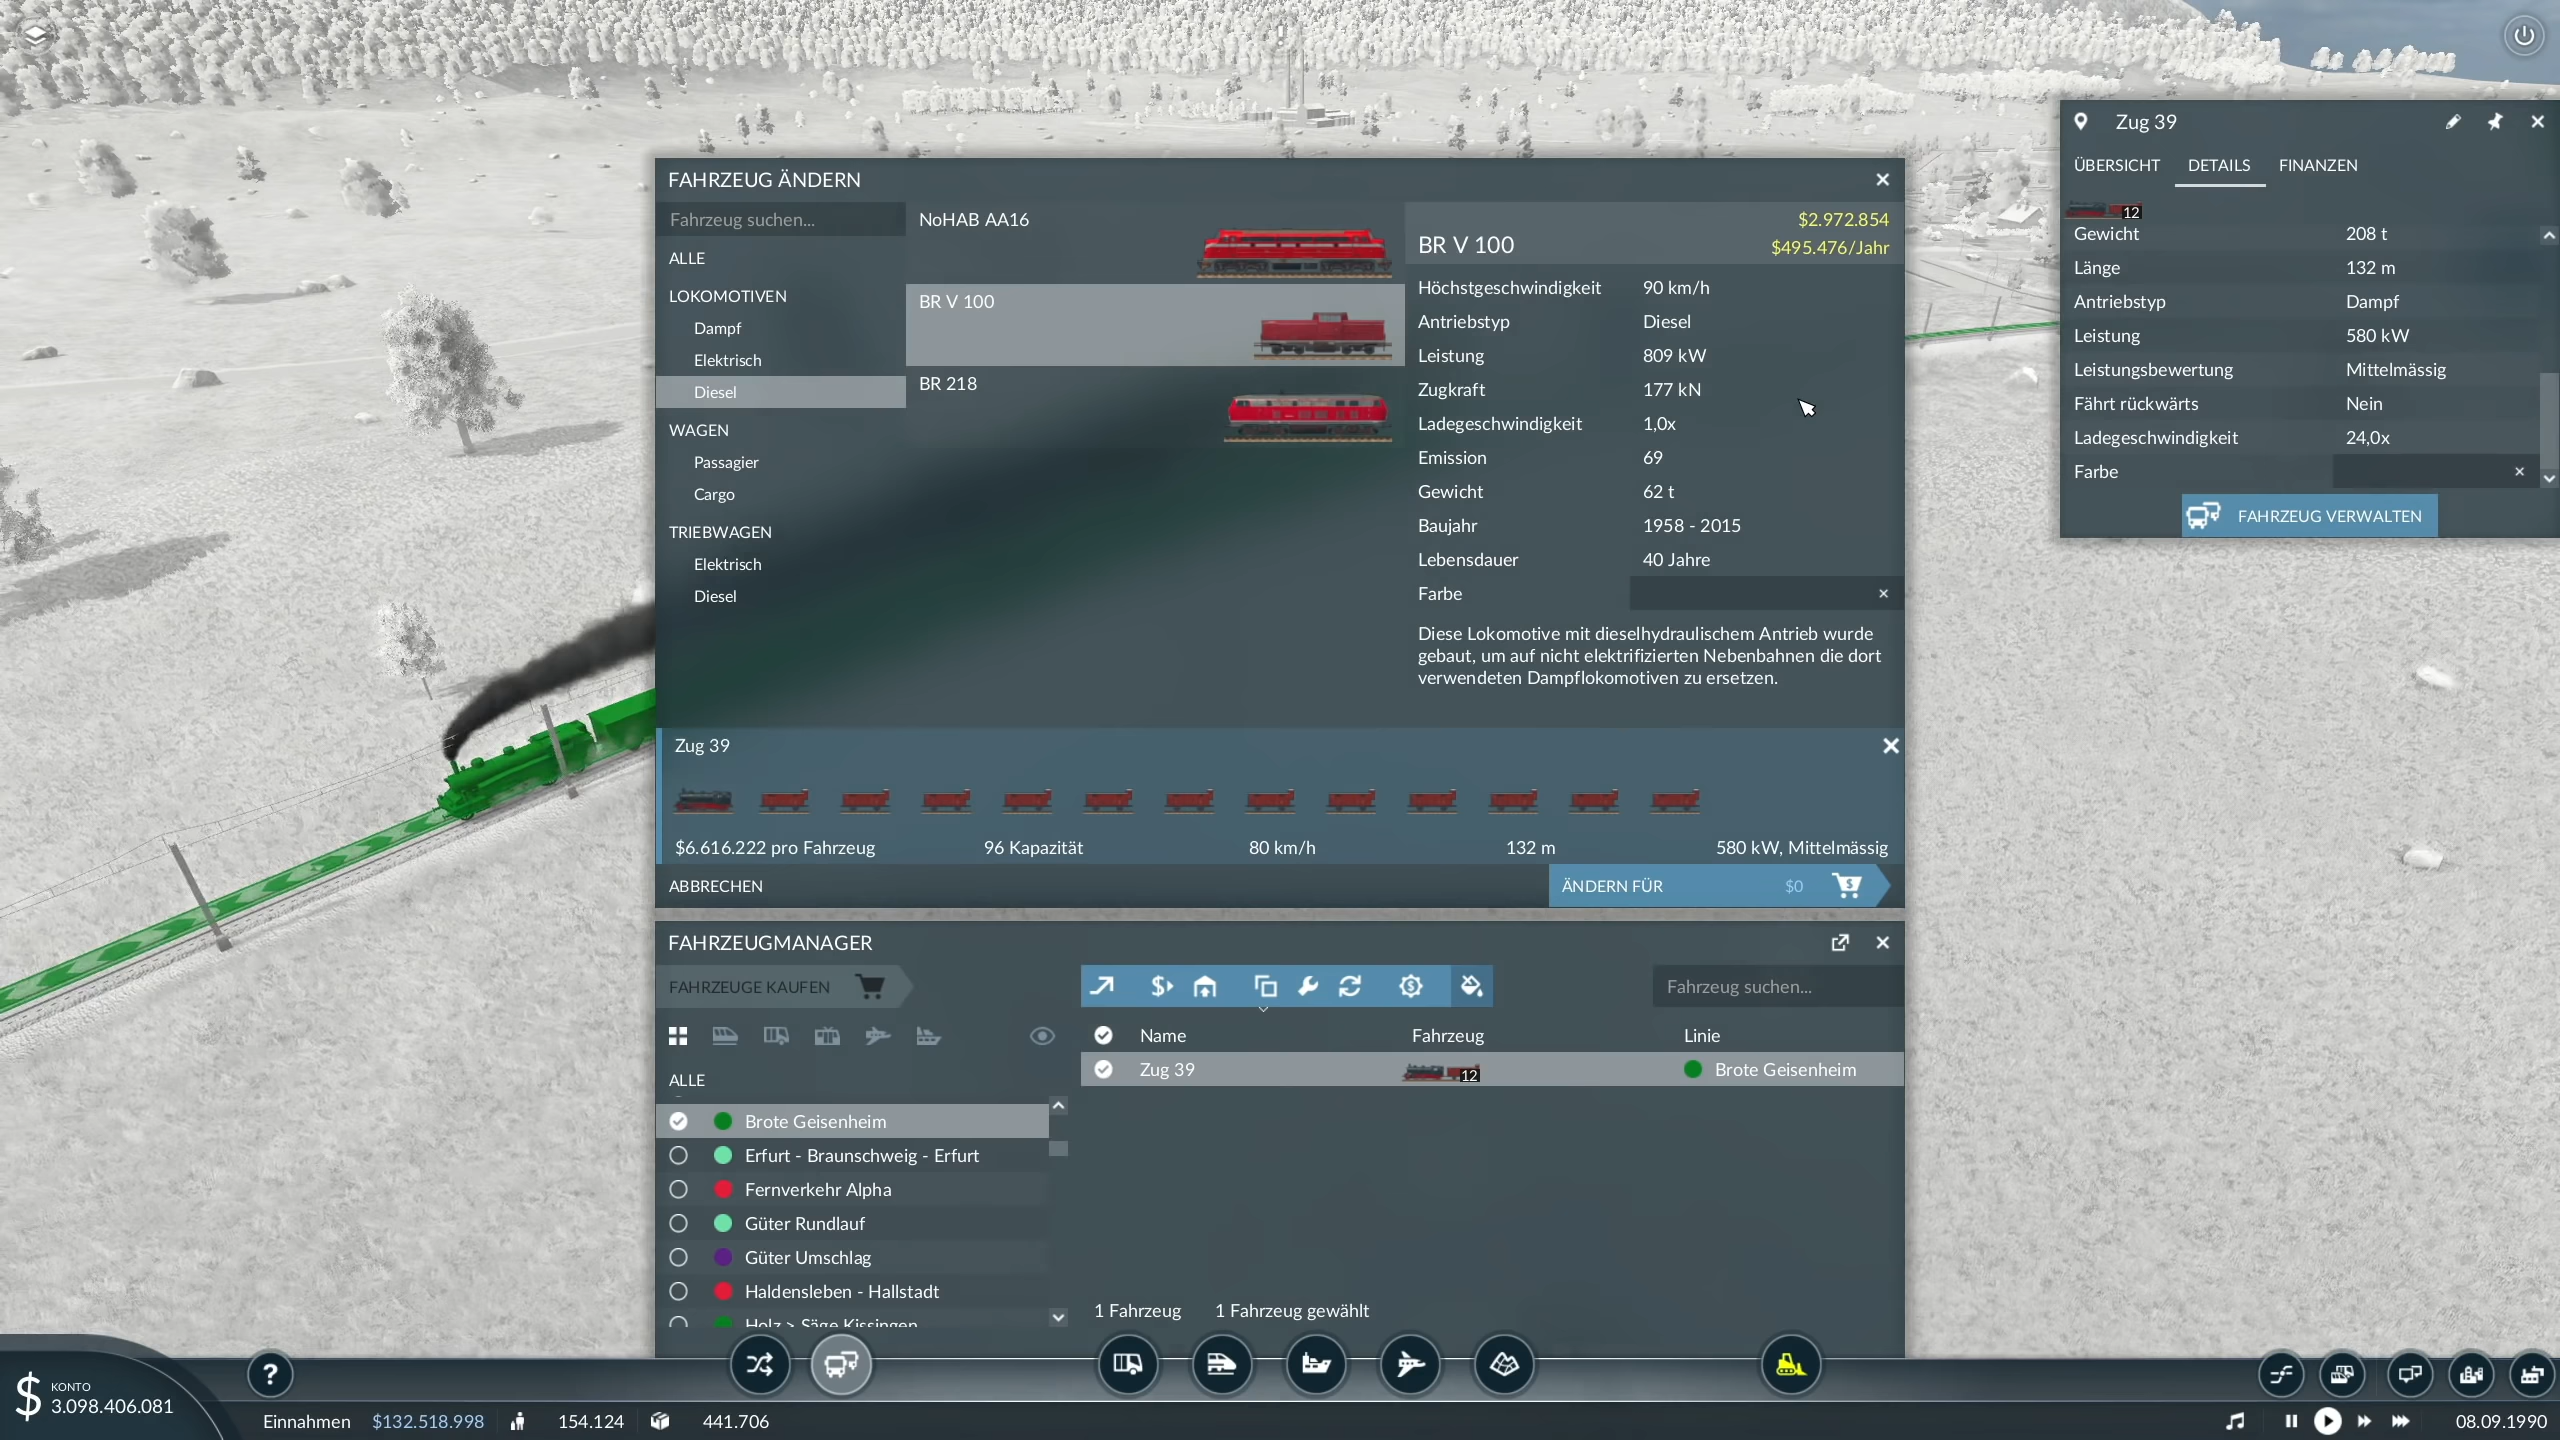 FAHRZEUG ÄNDERN
Fahrzeug suchen...
ALLE
LOKOMOTIVEN
Dampf
Elektrisch
Diesel
WAGEN
Passagier
Cargo
TRIEBWAGEN
Elektrisch
Diesel
NoHAB AA16
BR V 100
BR 218
BR V 100
$2.972.854
$495.476/Jahr
Höchstgeschwindigkeit 90 km/h
Antriebstyp Diesel
Leistung 809 kW
Zugkraft 177 kN
Ladegeschwindigkeit 1,0x
Emission 69
Gewicht 62 t
Baujahr 1958 - 2015
Lebensdauer 40 Jahre
Farbe
Diese Lokomotive mit dieselhydraulischem Antrieb wurde
gebaut, um auf nicht elektrifizierten Nebenbahnen die dort
verwendeten Dampflokomotiven zu ersetzen.
Zug 39
$6.616.222 pro Fahrzeug 96 Kapazität 80 km/h 132 m 580 kW, Mittelmässig
ABBRECHEN
ÄNDERN FÜR $0
Zug 39
ÜBERSICHT DETAILS FINANZEN
12
Gewicht 208 t
Länge 132 m
Antriebstyp Dampf
Leistung 580 kW
Leistungsbewertung Mittelmässig
Fährt rückwärts Nein
Ladegeschwindigkeit 24,0x
Farbe
FAHRZEUG VERWALTEN
FAHRZEUGMANAGER
FAHRZEUGE KAUFEN
Fahrzeug suchen...
ALLE
Brote Geisenheim
Erfurt - Braunschweig - Erfurt
Fernverkehr Alpha
Güter Rundlauf
Güter Umschlag
Haldensleben - Hallstadt
Holz > Säge Kissingen
Name Fahrzeug Linie
Zug 39 12 Brote Geisenheim
1 Fahrzeug 1 Fahrzeug gewählt
KONTO
$ 3.098.406.081
?
Einnahmen $132.518.998 154.124 441.706
08.09.1990